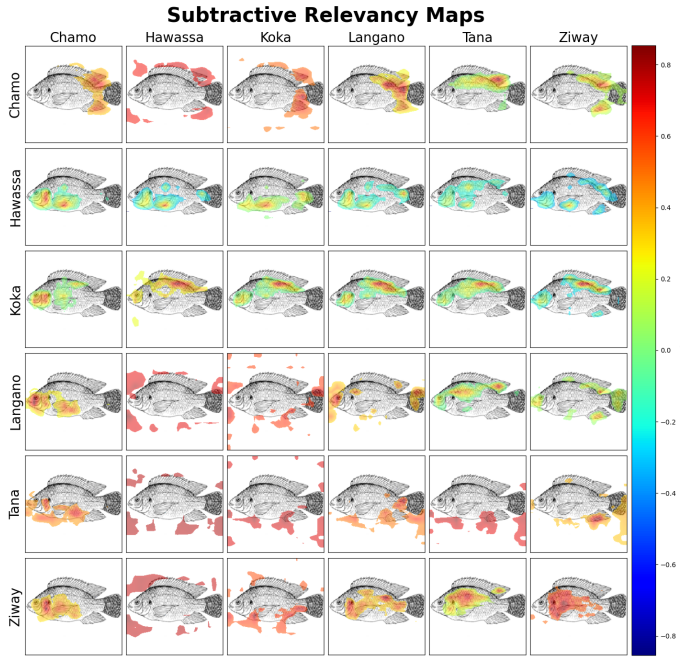 Subtractive Relevancy Maps
Chamo Hawassa Koka Langano Tana Ziway
Chamo
Hawassa
Koka
Langano
Tana
Ziway
0.8
0.6
0.4
0.2
0.0
−0.2
−0.4
−0.6
−0.8